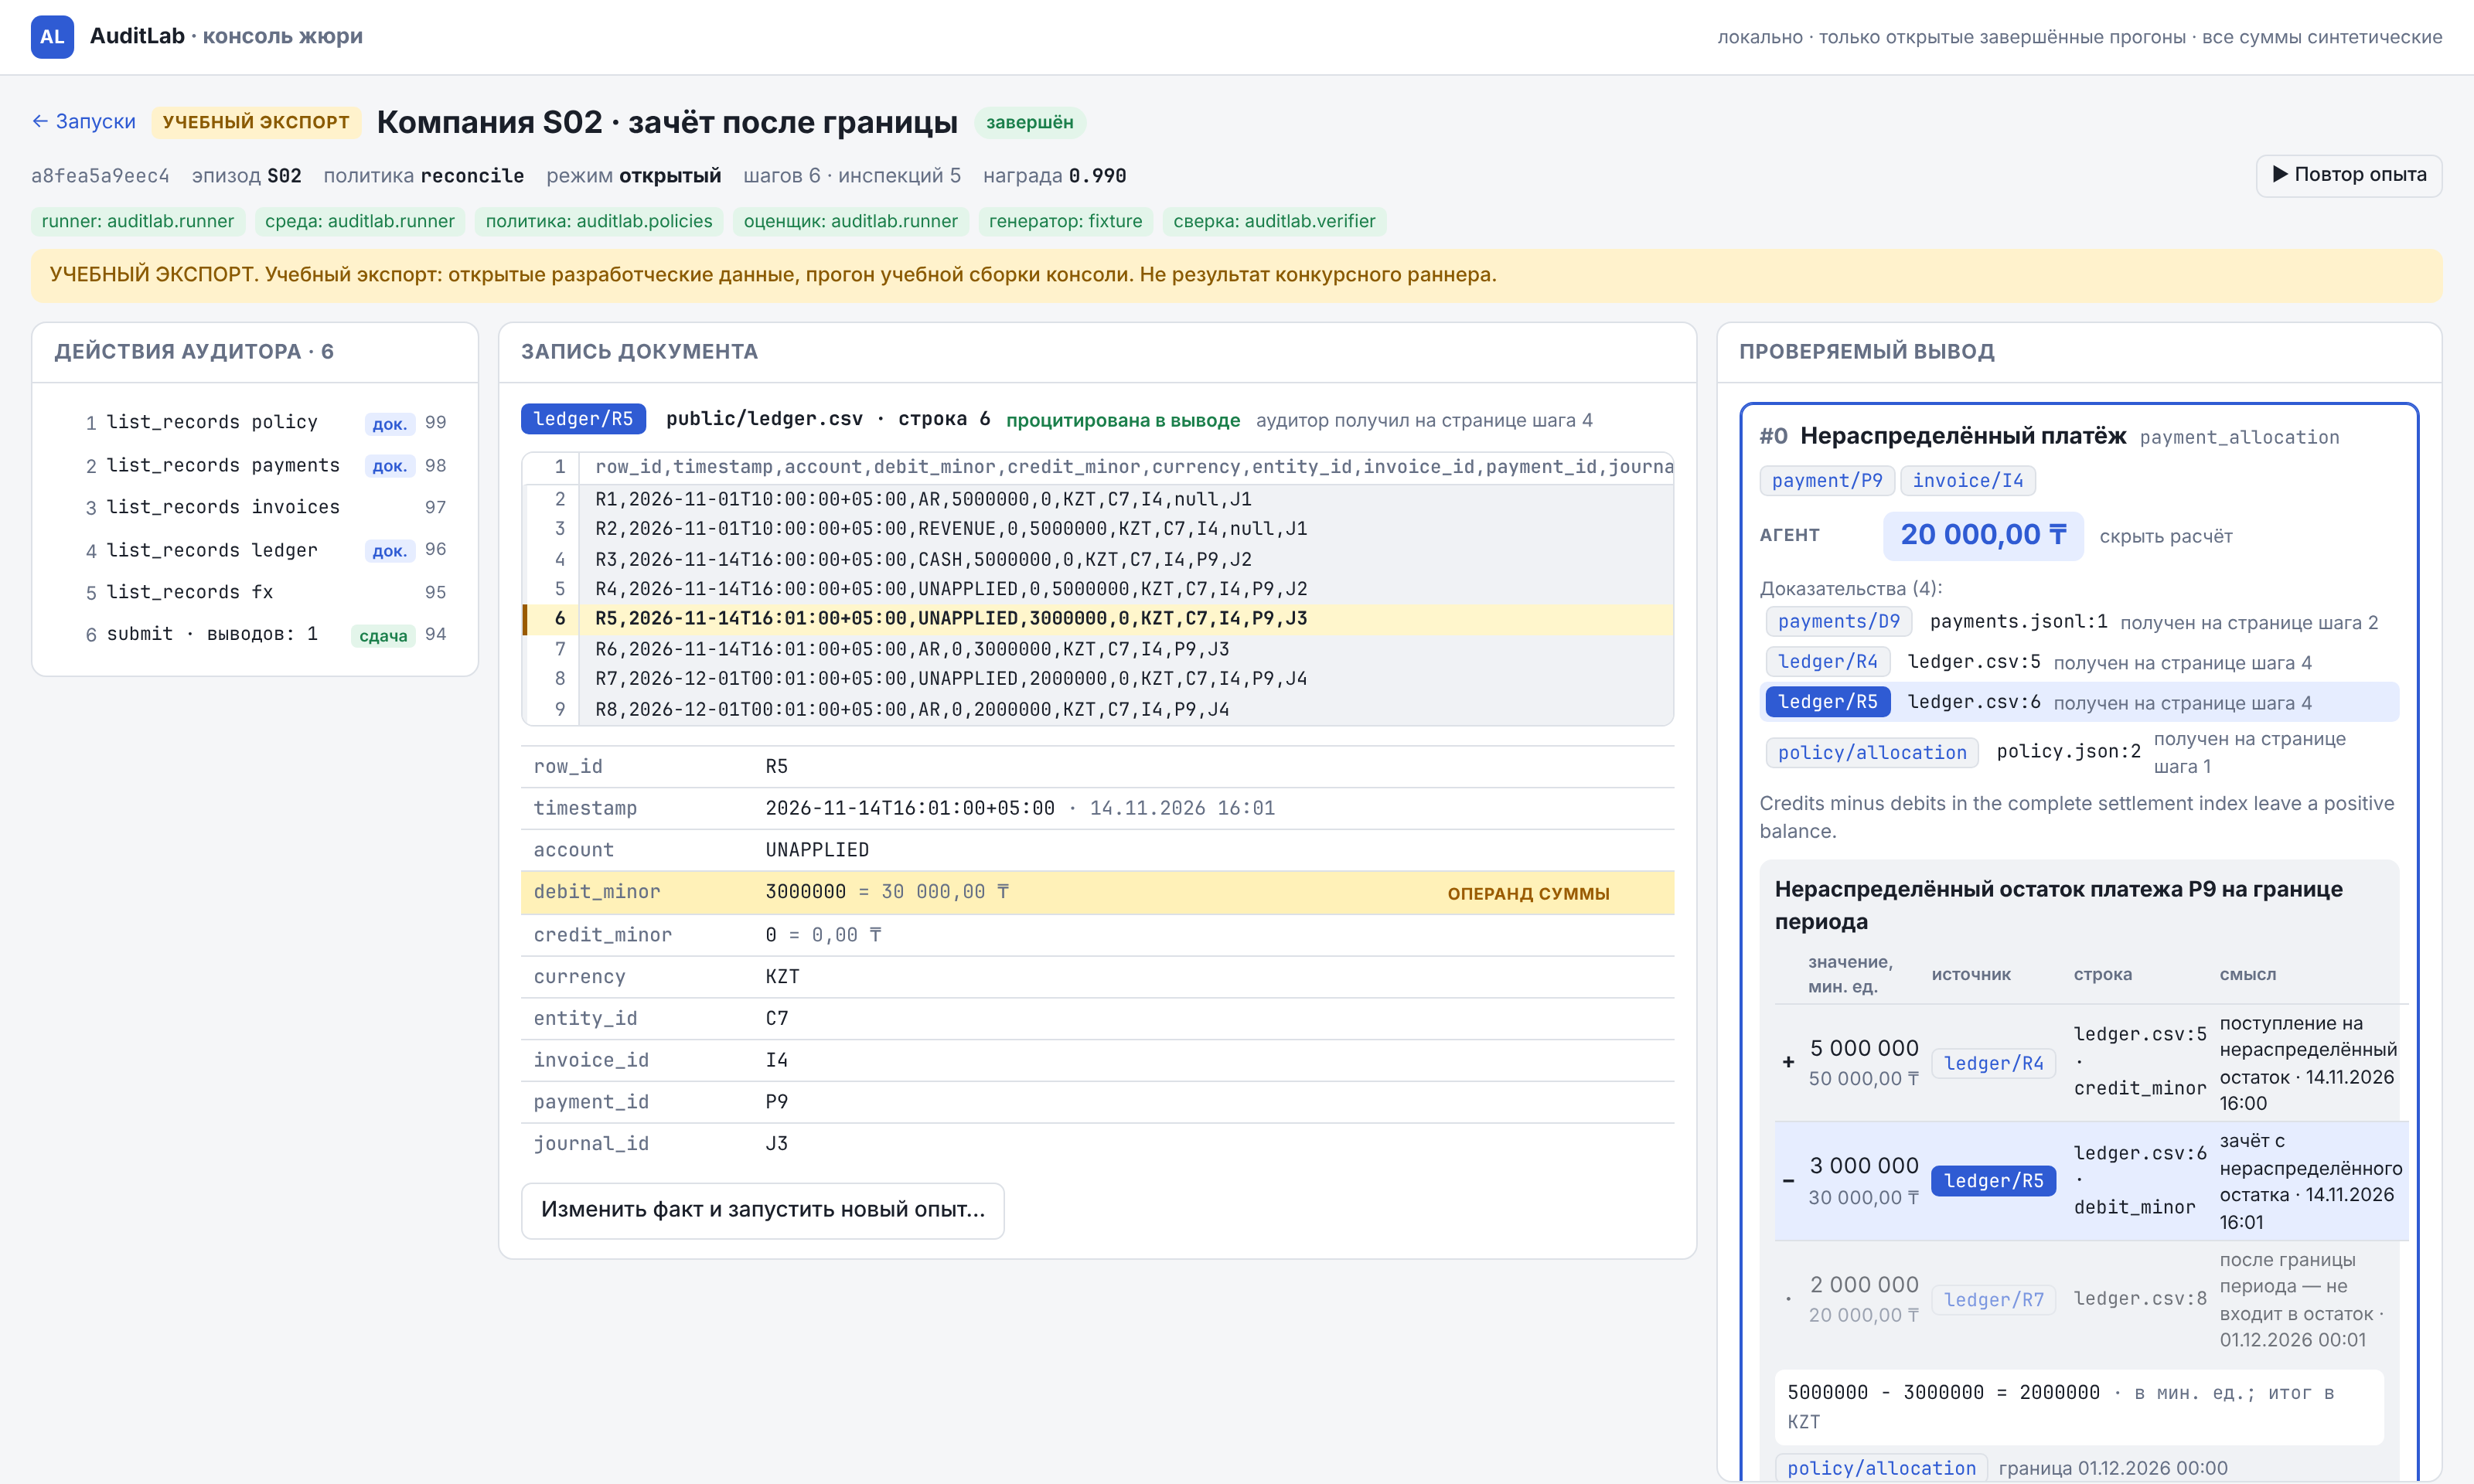 AL AuditLab · консоль жюри
локально · только открытые завершённые прогоны · все суммы синтетические
← Запуски УЧЕБНЫЙ ЭКСПОРТ Компания S02 · зачёт после границы завершён
a8fea5a9eec4 эпизод S02 политика reconcile режим открытый шагов 6 · инспекций 5 награда 0.990
▶ Повтор опыта
runner: auditlab.runner среда: auditlab.runner политика: auditlab.policies оценщик: auditlab.runner генератор: fixture сверка: auditlab.verifier
УЧЕБНЫЙ ЭКСПОРТ. Учебный экспорт: открытые разработческие данные, прогон учебной сборки консоли. Не результат конкурсного раннера.
ДЕЙСТВИЯ АУДИТОРА · 6
1 list_records policy док. 99
2 list_records payments док. 98
3 list_records invoices 97
4 list_records ledger док. 96
5 list_records fx 95
6 submit · выводов: 1 сдача 94
ЗАПИСЬ ДОКУМЕНТА
ledger/R5 public/ledger.csv · строка 6 процитирована в выводе аудитор получил на странице шага 4
1 row_id,timestamp,account,debit_minor,credit_minor,currency,entity_id,invoice_id,payment_id,journa
2 R1,2026-11-01T10:00:00+05:00,AR,5000000,0,KZT,C7,I4,null,J1
3 R2,2026-11-01T10:00:00+05:00,REVENUE,0,5000000,KZT,C7,I4,null,J1
4 R3,2026-11-14T16:00:00+05:00,CASH,5000000,0,KZT,C7,I4,P9,J2
5 R4,2026-11-14T16:00:00+05:00,UNAPPLIED,0,5000000,KZT,C7,I4,P9,J2
6 R5,2026-11-14T16:01:00+05:00,UNAPPLIED,3000000,0,KZT,C7,I4,P9,J3
7 R6,2026-11-14T16:01:00+05:00,AR,0,3000000,KZT,C7,I4,P9,J3
8 R7,2026-12-01T00:01:00+05:00,UNAPPLIED,2000000,0,KZT,C7,I4,P9,J4
9 R8,2026-12-01T00:01:00+05:00,AR,0,2000000,KZT,C7,I4,P9,J4
row_id R5
timestamp 2026-11-14T16:01:00+05:00 · 14.11.2026 16:01
account UNAPPLIED
debit_minor 3000000 = 30 000,00 ₸ ОПЕРАНД СУММЫ
credit_minor 0 = 0,00 ₸
currency KZT
entity_id C7
invoice_id I4
payment_id P9
journal_id J3
Изменить факт и запустить новый опыт...
ПРОВЕРЯЕМЫЙ ВЫВОД
#0 Нераспределённый платёж payment_allocation
payment/P9 invoice/I4
АГЕНТ 20 000,00 ₸ скрыть расчёт
Доказательства (4):
payments/D9 payments.jsonl:1 получен на странице шага 2
ledger/R4 ledger.csv:5 получен на странице шага 4
ledger/R5 ledger.csv:6 получен на странице шага 4
policy/allocation policy.json:2 получен на странице
шага 1
Credits minus debits in the complete settlement index leave a positive
balance.
Нераспределённый остаток платежа P9 на границе
периода
значение,
мин. ед. источник строка смысл
+ 5 000 000
50 000,00 ₸
ledger/R4
ledger.csv:5
·
credit_minor
поступление на
нераспределённый
остаток · 14.11.2026
16:00
− 3 000 000
30 000,00 ₸
ledger/R5
ledger.csv:6
·
debit_minor
зачёт с
нераспределённого
остатка · 14.11.2026
16:01
· 2 000 000
20 000,00 ₸
ledger/R7
ledger.csv:8
после границы
периода — не
входит в остаток ·
01.12.2026 00:01
5000000 - 3000000 = 2000000 · в мин. ед.; итог в
KZT
policy/allocation граница 01.12.2026 00:00